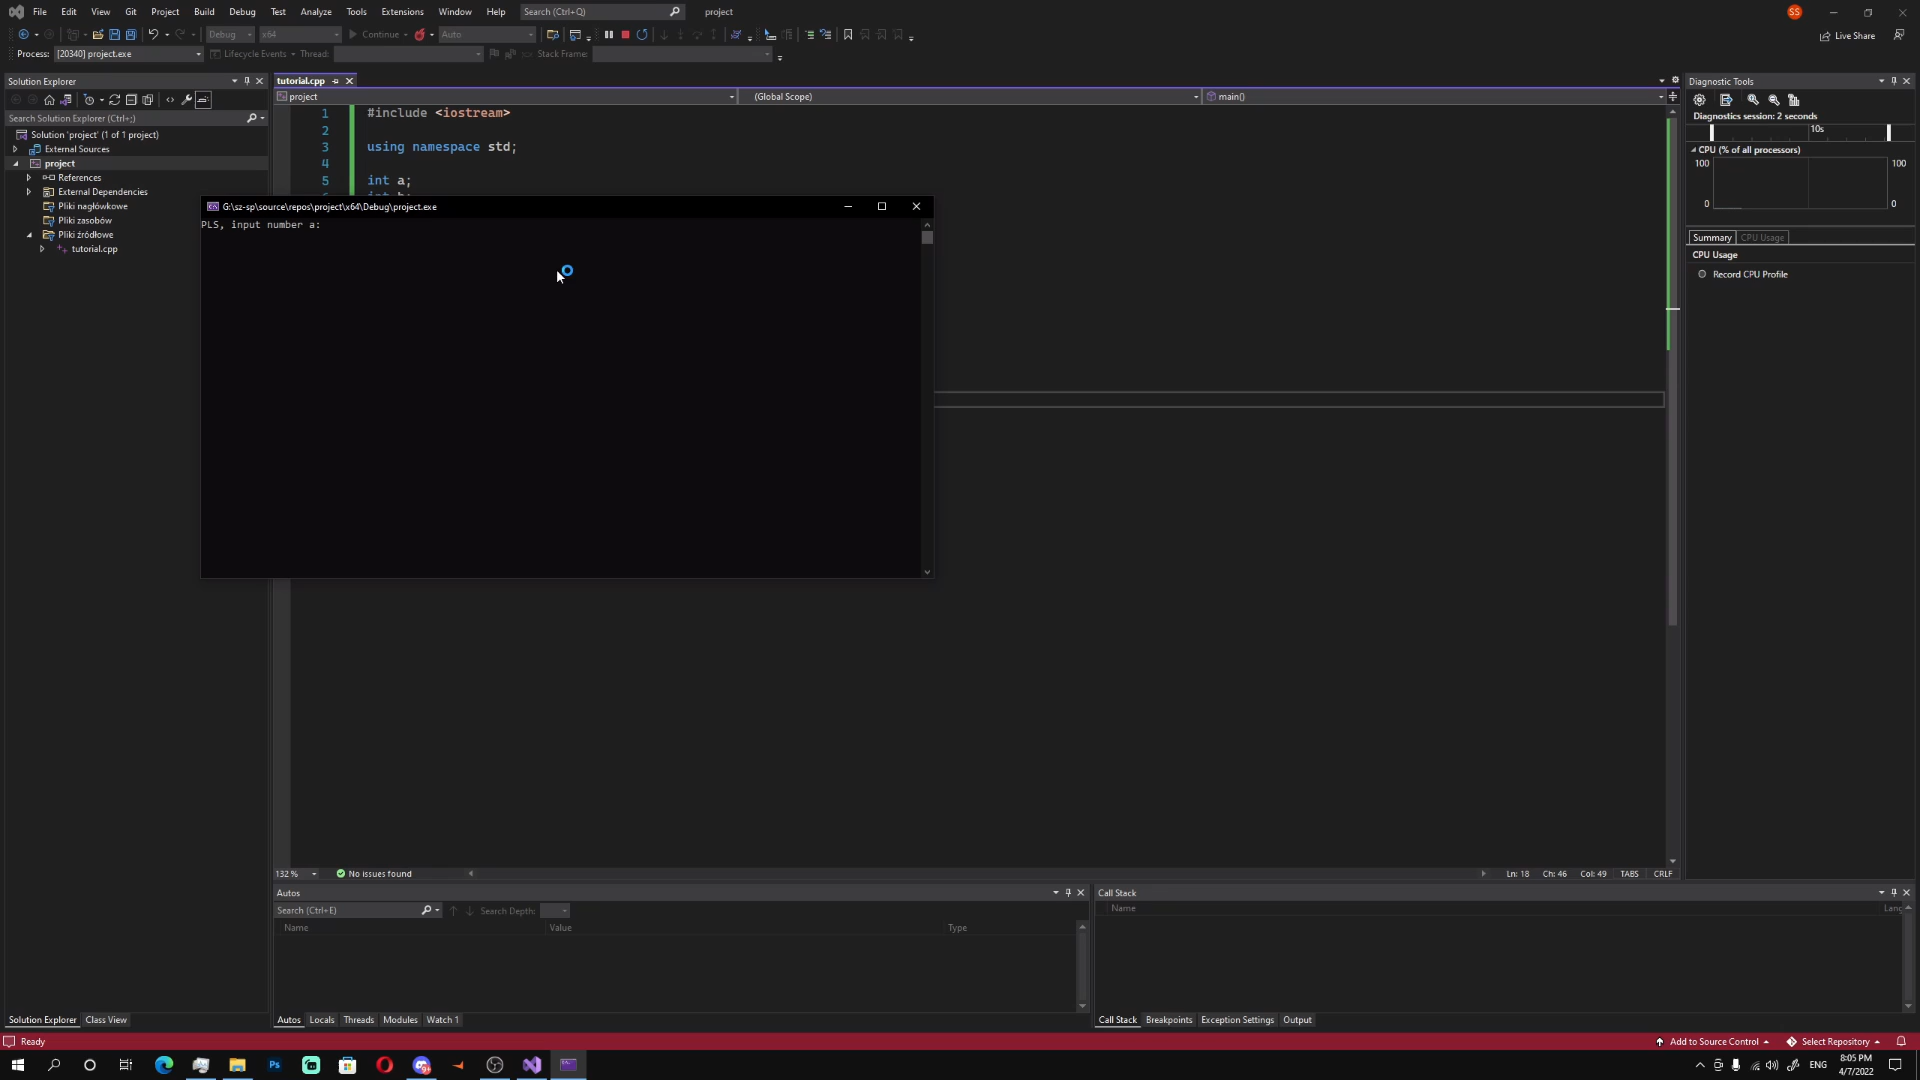 File Edit View Git Project Build Debug Test Analyze Tools Extensions Window Help Search (Ctrl+Q) project SS
Debug x64 Continue Auto Live Share
Process: [20340] project.exe Lifecycle Events Thread: Stack Frame:
Solution Explorer
Search Solution Explorer (Ctrl+;)
Solution 'project' (1 of 1 project)
External Sources
project
References
External Dependencies
Pliki nagłówkowe
Pliki zasobów
Pliki źródłowe
tutorial.cpp
Solution Explorer Class View
tutorial.cpp
project (Global Scope) main()
1 #include <iostream>
2
3 using namespace std;
4
5 int a;
G:\sz-sp\source\repos\project\x64\Debug\project.exe
PLS, input number a:
132 % No issues found Ln: 18 Ch: 46 Col: 49 TABS CRLF
Diagnostic Tools
Diagnostics session: 2 seconds
10s
CPU (% of all processors)
100 100
0 0
Summary CPU Usage
CPU Usage
Record CPU Profile
Autos
Search (Ctrl+E) Search Depth:
Name Value Type
Autos Locals Threads Modules Watch 1
Call Stack
Name Lang
Call Stack Breakpoints Exception Settings Output
Ready Add to Source Control Select Repository
Ps 9+ ENG 8:05 PM
4/7/2022